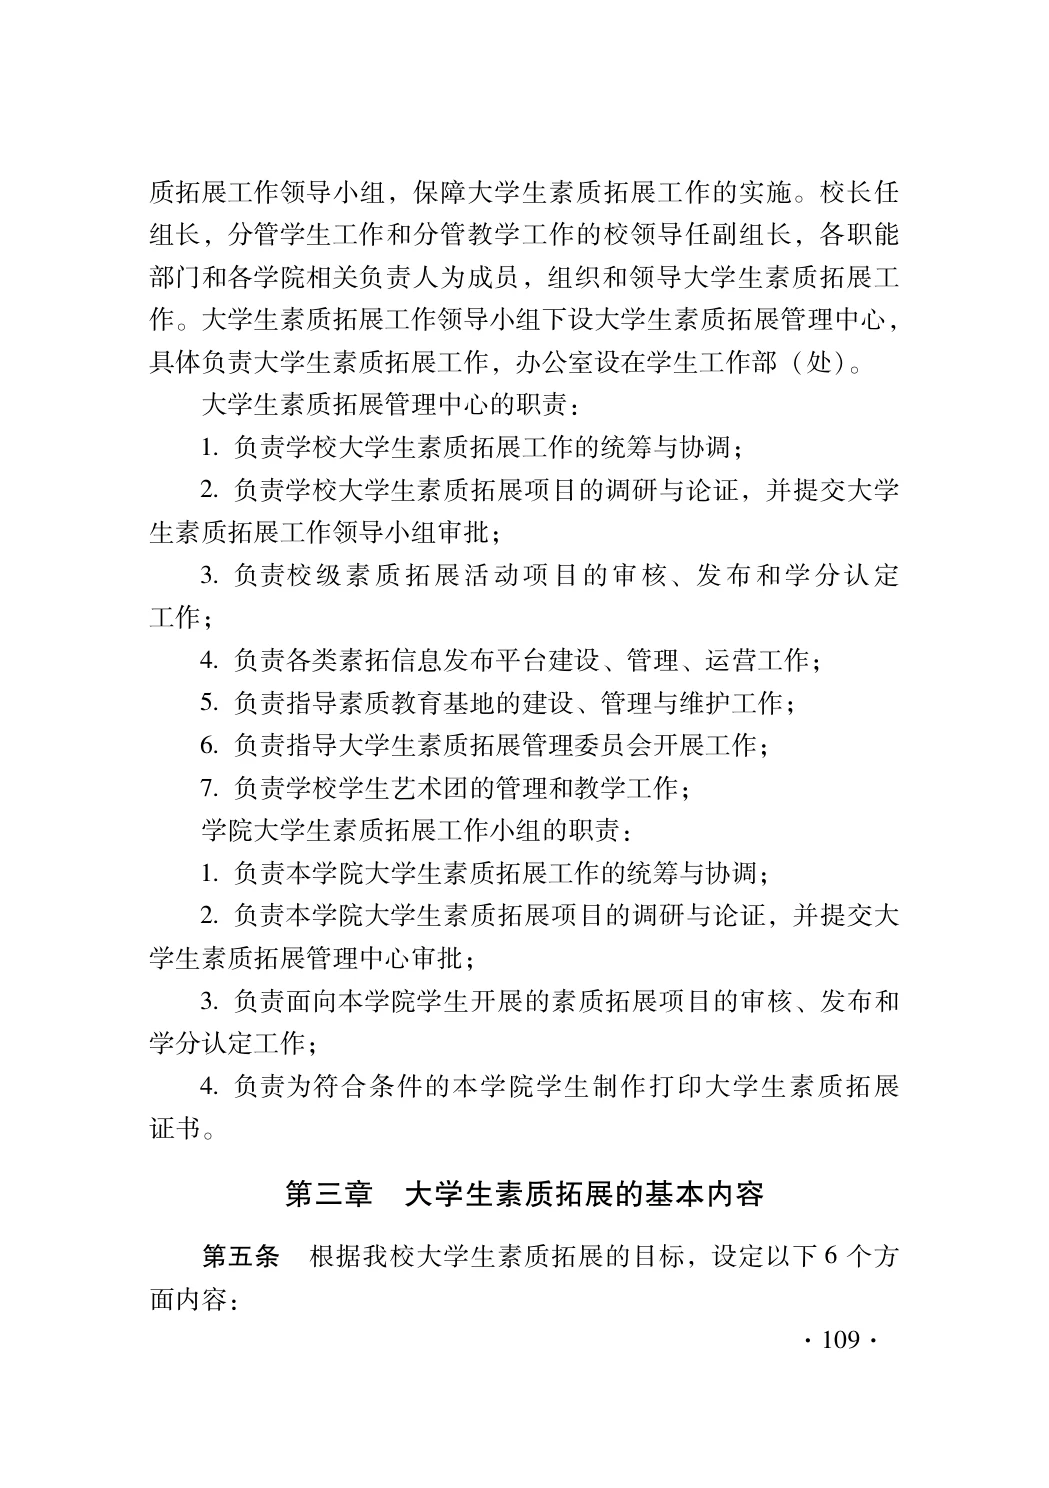 质拓展工作领导小组，保障大学生素质拓展工作的实施。校长任
组长，分管学生工作和分管教学工作的校领导任副组长，各职能
部门和各学院相关负责人为成员，组织和领导大学生素质拓展工
作。大学生素质拓展工作领导小组下设大学生素质拓展管理中心，
具体负责大学生素质拓展工作，办公室设在学生工作部（处）。
大学生素质拓展管理中心的职责：
1. 负责学校大学生素质拓展工作的统筹与协调；
2. 负责学校大学生素质拓展项目的调研与论证，并提交大学
生素质拓展工作领导小组审批；
3. 负责校级素质拓展活动项目的审核、发布和学分认定
工作；
4. 负责各类素拓信息发布平台建设、管理、运营工作；
5. 负责指导素质教育基地的建设、管理与维护工作；
6. 负责指导大学生素质拓展管理委员会开展工作；
7. 负责学校学生艺术团的管理和教学工作；
学院大学生素质拓展工作小组的职责：
1. 负责本学院大学生素质拓展工作的统筹与协调；
2. 负责本学院大学生素质拓展项目的调研与论证，并提交大
学生素质拓展管理中心审批；
3. 负责面向本学院学生开展的素质拓展项目的审核、发布和
学分认定工作；
4. 负责为符合条件的本学院学生制作打印大学生素质拓展
证书。
第三章　大学生素质拓展的基本内容
第五条　根据我校大学生素质拓展的目标，设定以下 6 个方
面内容：
· 109 ·